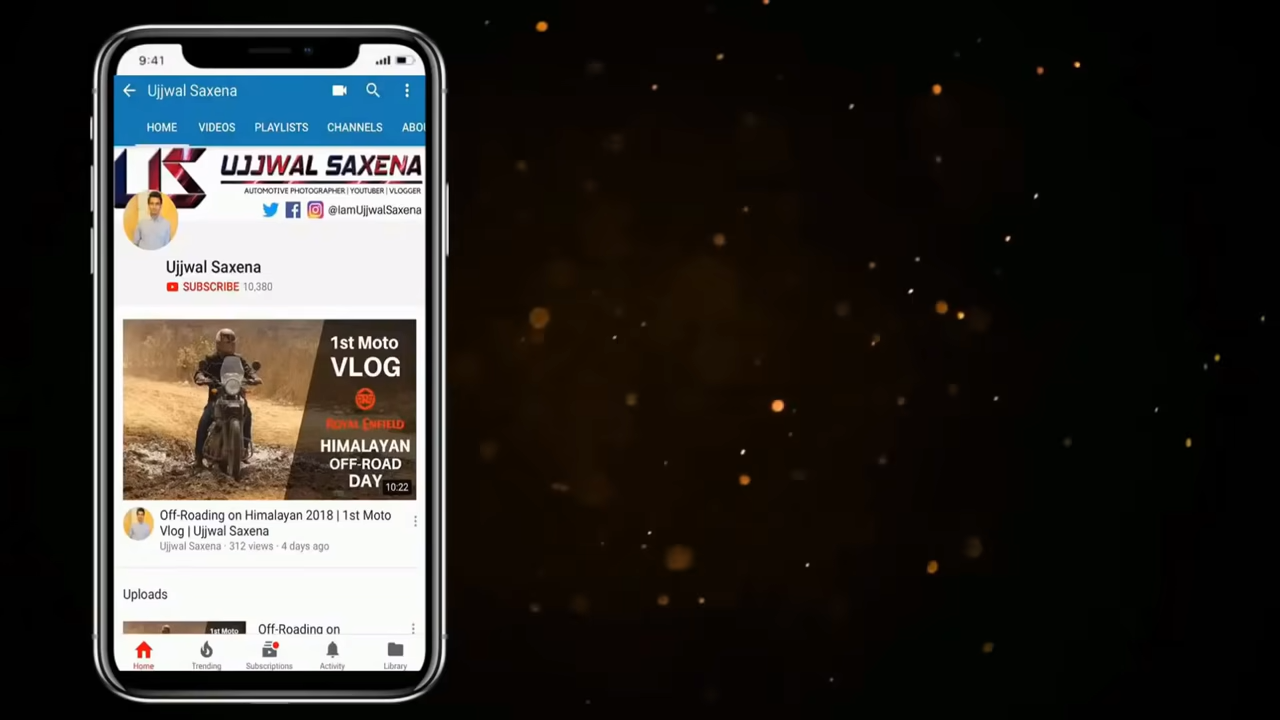 9:41
Ujjwal Saxena
HOME VIDEOS PLAYLISTS CHANNELS ABO
UJJWAL SAXENA
AUTOMOTIVE PHOTOGRAPHER | YOUTUBER | VLOGGER
@IamUjjwalSaxena
Ujjwal Saxena
SUBSCRIBE 10,380
1st Moto
VLOG
ROYAL ENFIELD
HIMALAYAN
OFF-ROAD
DAY
10:22
Off-Roading on Himalayan 2018 | 1st Moto
Vlog | Ujjwal Saxena
Ujjwal Saxena · 312 views · 4 days ago
Uploads
1st Moto
Off-Roading on
Home Trending Subscriptions Activity Library